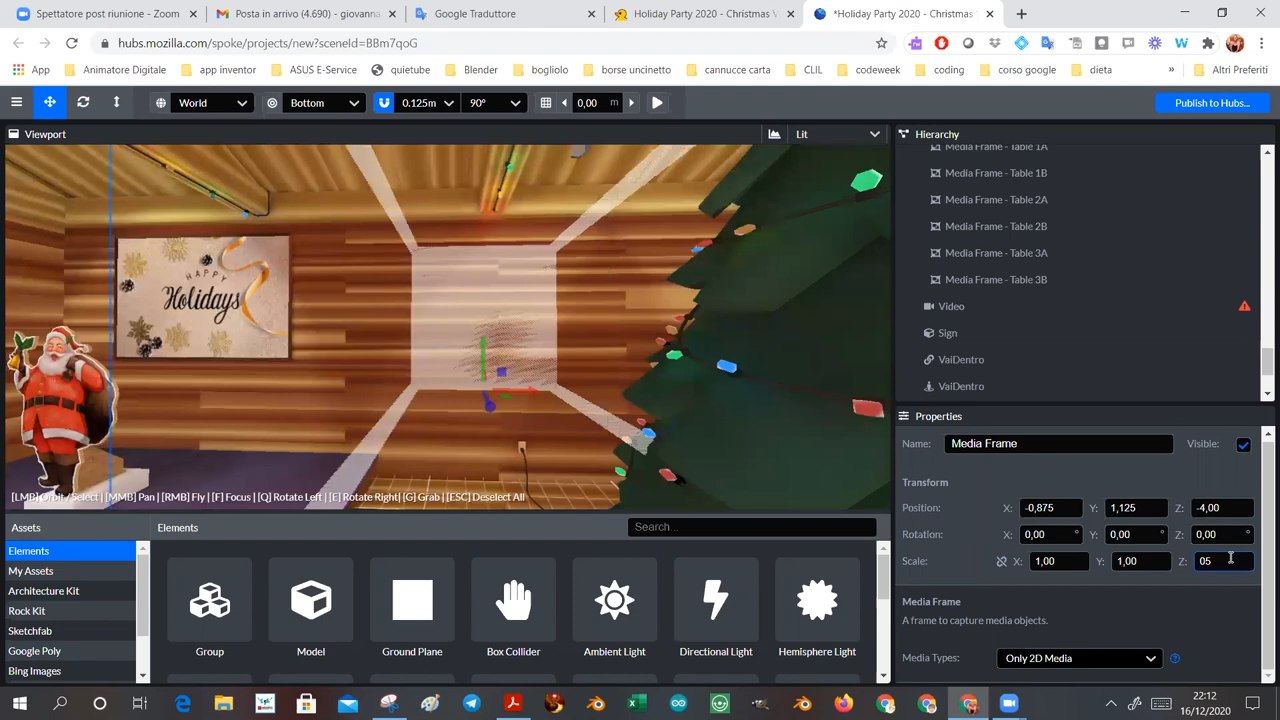 Spettatore post riunione - Zoom
Posta in arrivo (4.690) - giovanna
Google Traduttore
Holiday Party 2020 - Christmas V
*Holiday Party 2020 - Christmas
hubs.mozilla.com/spoke/projects/new?sceneId=BBm7qoG
App
Animatore Digitale
app inventor
ASUS E-Service
quietube
Blender
bogliolo
borse uncinetto
cannucce carta
CLIL
codeweek
coding
corso google
dieta
»
Altri Preferiti
World
Bottom
0.125m
90°
0,00 m
Publish to Hubs...
Viewport
Lit
HAPPY
Holidays
[LMB] Orbit / Select | [MMB] Pan | [RMB] Fly | [F] Focus | [Q] Rotate Left | [E] Rotate Right | [G] Grab | [ESC] Deselect All
Hierarchy
Media Frame - Table 1A
Media Frame - Table 1B
Media Frame - Table 2A
Media Frame - Table 2B
Media Frame - Table 3A
Media Frame - Table 3B
Video
Sign
VaiDentro
VaiDentro
Properties
Name: Media Frame Visible:
Transform
Position: X: -0,875 Y: 1,125 Z: -4,00
Rotation: X: 0,00 ° Y: 0,00 ° Z: 0,00 °
Scale: X: 1,00 Y: 1,00 Z: 05
Media Frame
A frame to capture media objects.
Media Types: Only 2D Media
Assets
Elements
My Assets
Architecture Kit
Rock Kit
Sketchfab
Google Poly
Bing Images
Elements
Search...
Group
Model
Ground Plane
Box Collider
Ambient Light
Directional Light
Hemisphere Light
22:12
16/12/2020